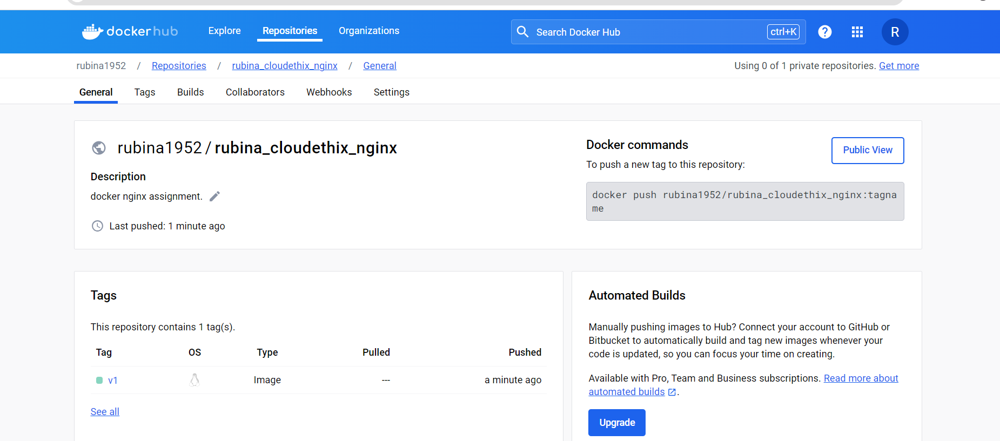 dockerhub Explore Repositories Organizations Search Docker Hub ctrl+K ? R
rubina1952 / Repositories / rubina_cloudethix_nginx / General Using 0 of 1 private repositories. Get more
General Tags Builds Collaborators Webhooks Settings
rubina1952 / rubina_cloudethix_nginx
Description
docker nginx assignment.
Last pushed: 1 minute ago
Docker commands
Public View
To push a new tag to this repository:
docker push rubina1952/rubina_cloudethix_nginx:tagna
me
Tags
This repository contains 1 tag(s).
Tag OS Type Pulled Pushed
v1 Image --- a minute ago
See all
Automated Builds
Manually pushing images to Hub? Connect your account to GitHub or
Bitbucket to automatically build and tag new images whenever your
code is updated, so you can focus your time on creating.
Available with Pro, Team and Business subscriptions. Read more about
automated builds .
Upgrade